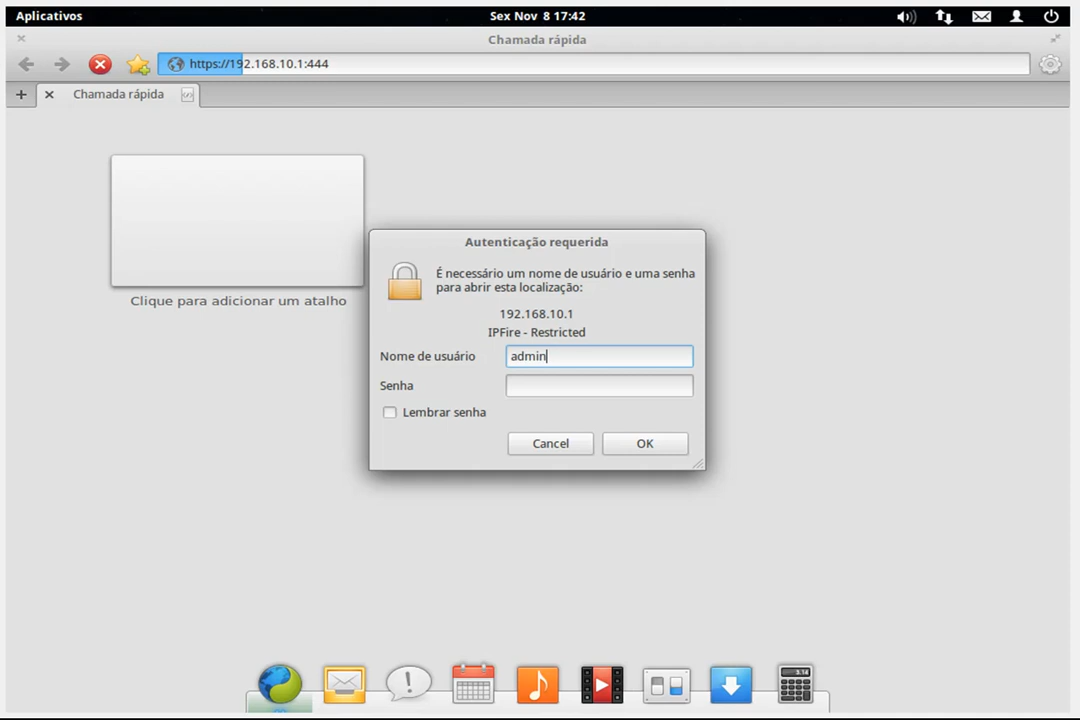 Aplicativos
Sex Nov 8 17:42
Chamada rápida
https://192.168.10.1:444
Chamada rápida
Clique para adicionar um atalho
Autenticação requerida
É necessário um nome de usuário e uma senha
para abrir esta localização:
192.168.10.1
IPFire - Restricted
Nome de usuário
admin
Senha
Lembrar senha
Cancel
OK
3.14